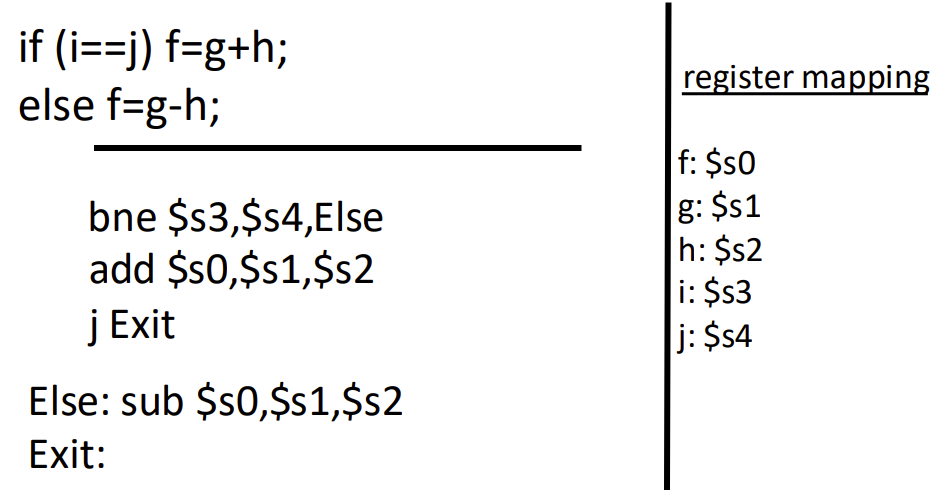 if (i==j) f=g+h;
else f=g-h;
bne $s3,$s4,Else
add $s0,$s1,$s2
j Exit
Else: sub $s0,$s1,$s2
Exit:
register mapping
f: $s0
g: $s1
h: $s2
i: $s3
j: $s4